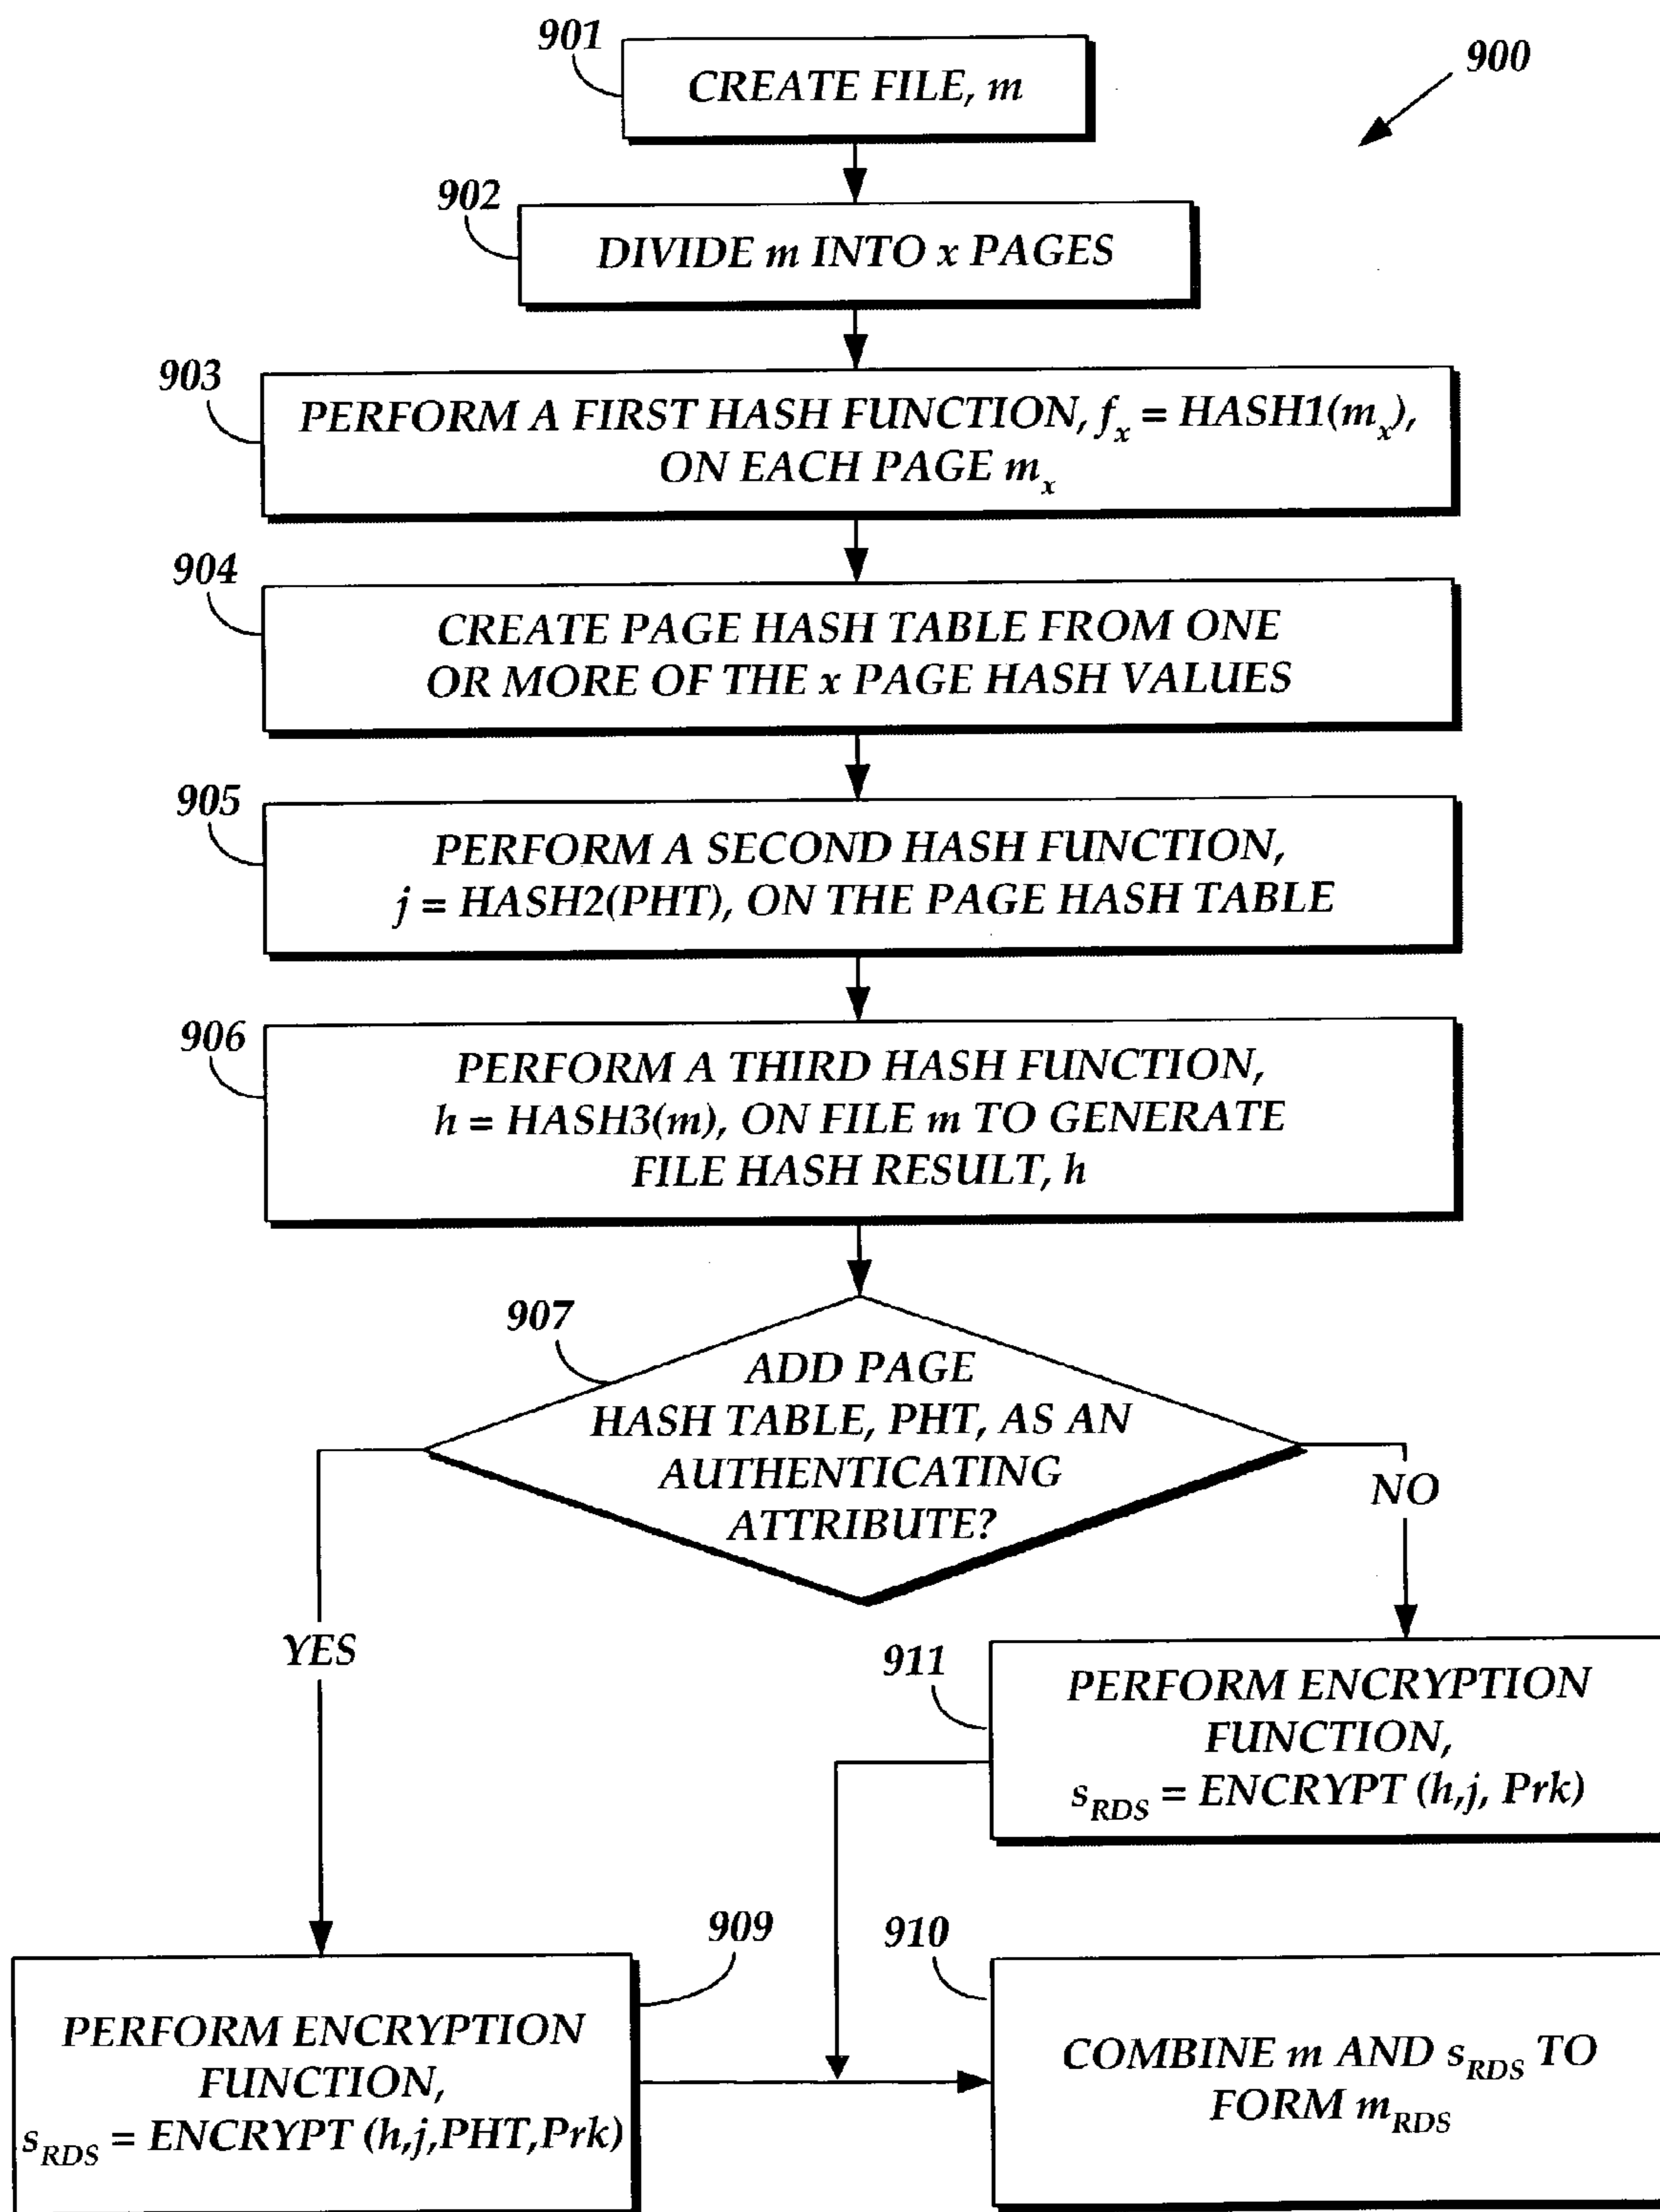 901
CREATE FILE, m
900
902
DIVIDE m INTO x PAGES
903
PERFORM A FIRST HASH FUNCTION, fₓ = HASH1(mₓ),
ON EACH PAGE mₓ
904
CREATE PAGE HASH TABLE FROM ONE
OR MORE OF THE x PAGE HASH VALUES
905
PERFORM A SECOND HASH FUNCTION,
j = HASH2(PHT), ON THE PAGE HASH TABLE
906
PERFORM A THIRD HASH FUNCTION,
h = HASH3(m), ON FILE m TO GENERATE
FILE HASH RESULT, h
907
ADD PAGE
HASH TABLE, PHT, AS AN
AUTHENTICATING
ATTRIBUTE?
NO
YES
911
PERFORM ENCRYPTION
FUNCTION,
s_RDS = ENCRYPT (h,j, Prk)
909
PERFORM ENCRYPTION
FUNCTION,
s_RDS = ENCRYPT (h,j,PHT,Prk)
910
COMBINE m AND s_RDS TO
FORM m_RDS